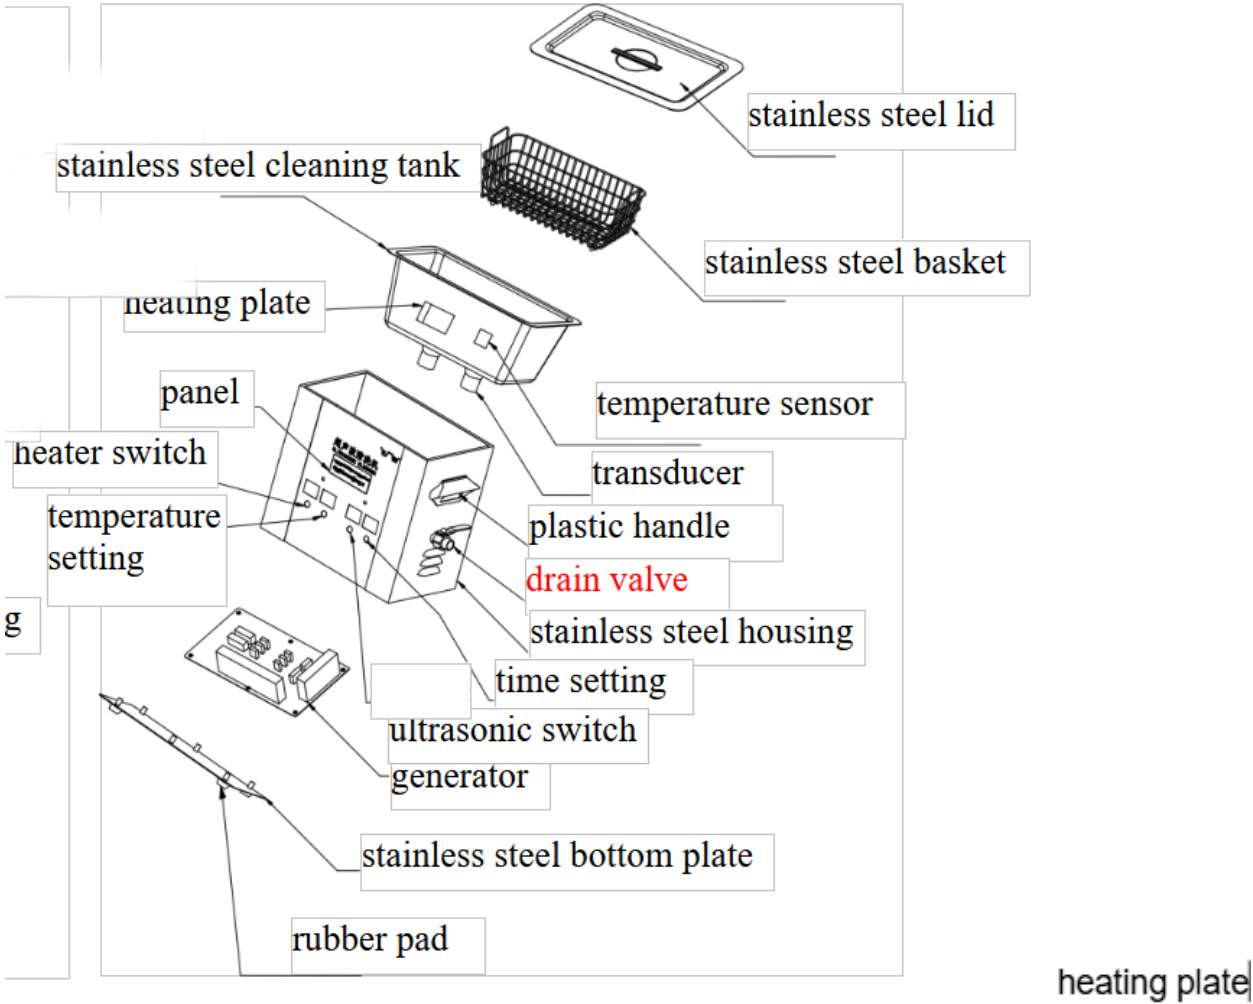 stainless steel lid
stainless steel cleaning tank
stainless steel basket
heating plate
panel
temperature sensor
heater switch
transducer
temperature
setting
plastic handle
drain valve
g
stainless steel housing
time setting
ultrasonic switch
generator
stainless steel bottom plate
rubber pad
heating plate